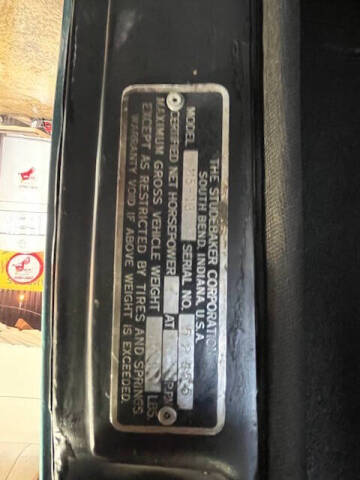 THE STUDEBAKER CORPORATION
SOUTH BEND, INDIANA, U.S.A.
MODEL SERIAL NO.
CERTIFIED NET HORSEPOWER AT R.P.M.
MAXIMUM GROSS VEHICLE WEIGHT LBS.
EXCEPT AS RESTRICTED BY TIRES AND SPRINGS
WARRANTY VOID IF ABOVE WEIGHT IS EXCEEDED.